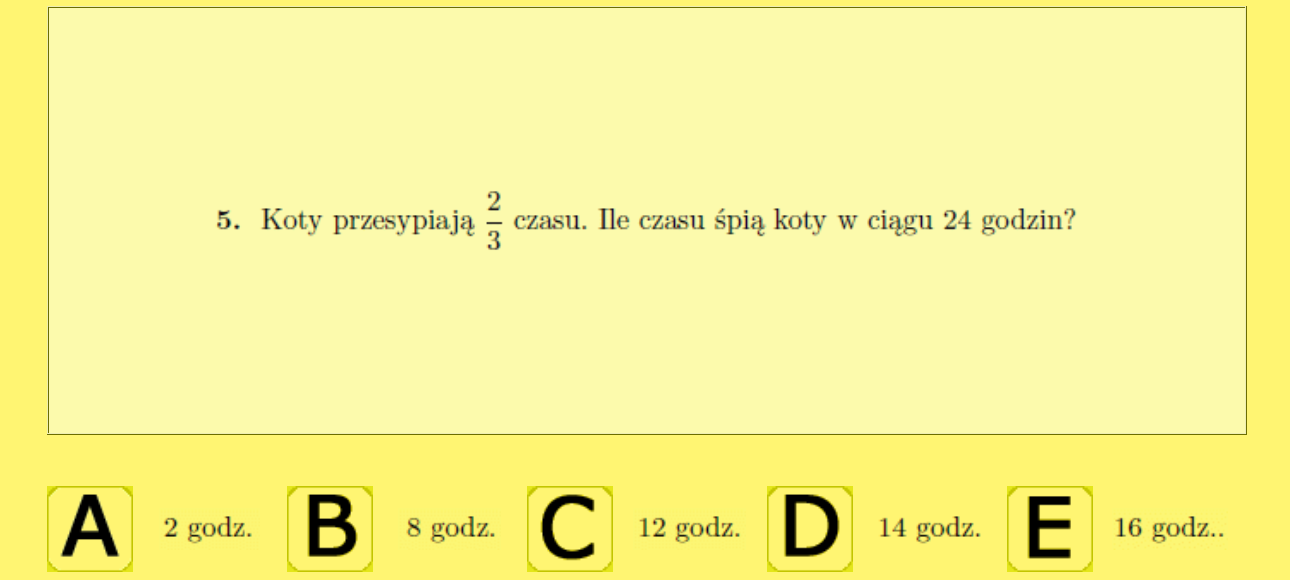 5. Koty przesypiają 2/3 czasu. Ile czasu śpią koty w ciągu 24 godzin?
A 2 godz. B 8 godz. C 12 godz. D 14 godz. E 16 godz..